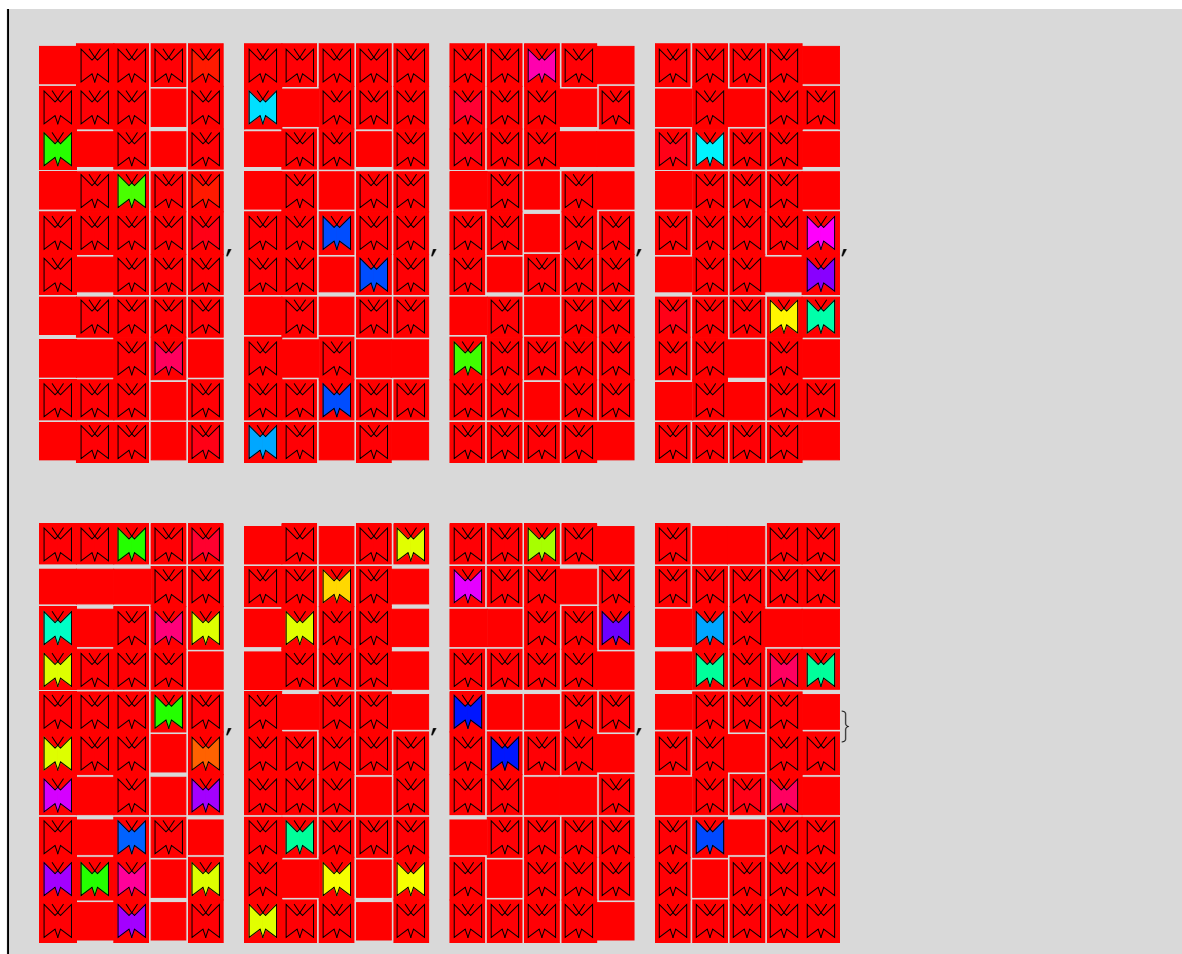 , , , ,
, , , }